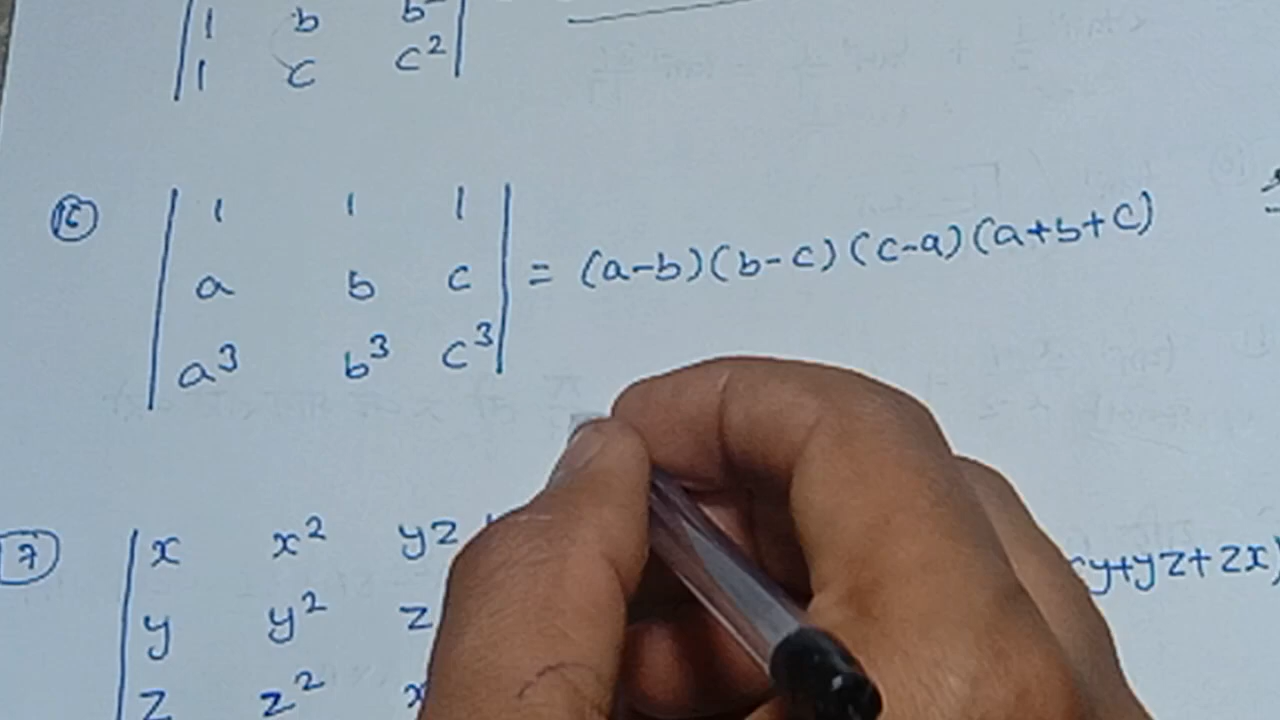 1 b b
1 c c²
⑥ 1 1 1
a b c = (a-b)(b-c)(c-a)(a+b+c)
a³ b³ c³
7 x x² yz y+yz+zx)
y y² z
z z²